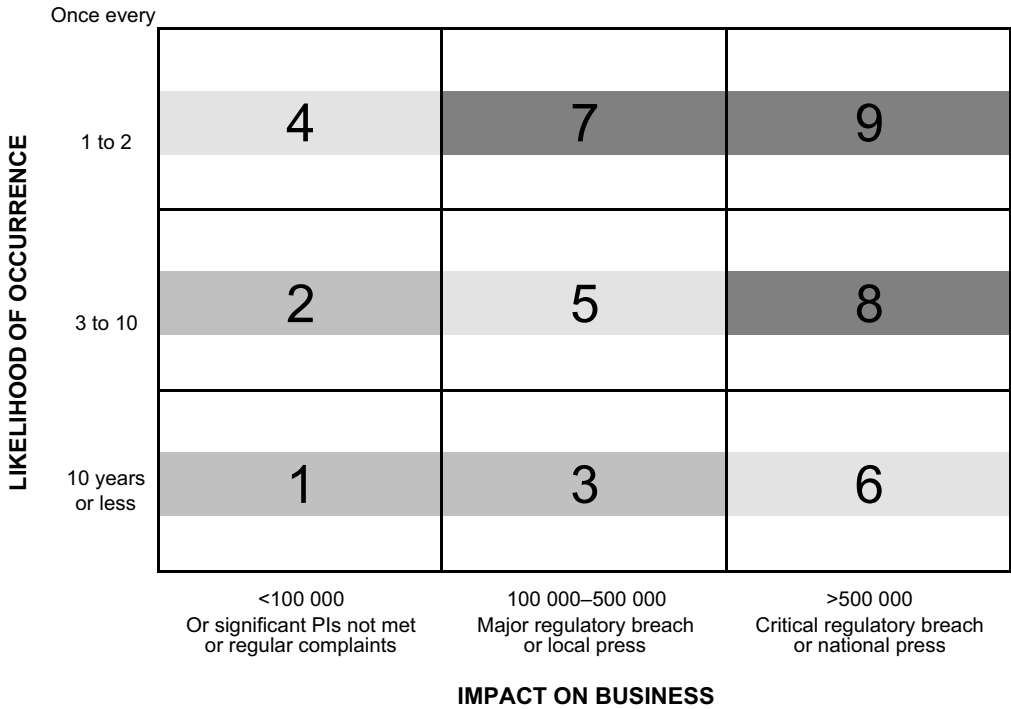 Once every
LIKELIHOOD OF OCCURRENCE
1 to 2
4
7
9
3 to 10
2
5
8
10 years
or less
1
3
6
<100 000
Or significant PIs not met
or regular complaints
100 000–500 000
Major regulatory breach
or local press
>500 000
Critical regulatory breach
or national press
IMPACT ON BUSINESS